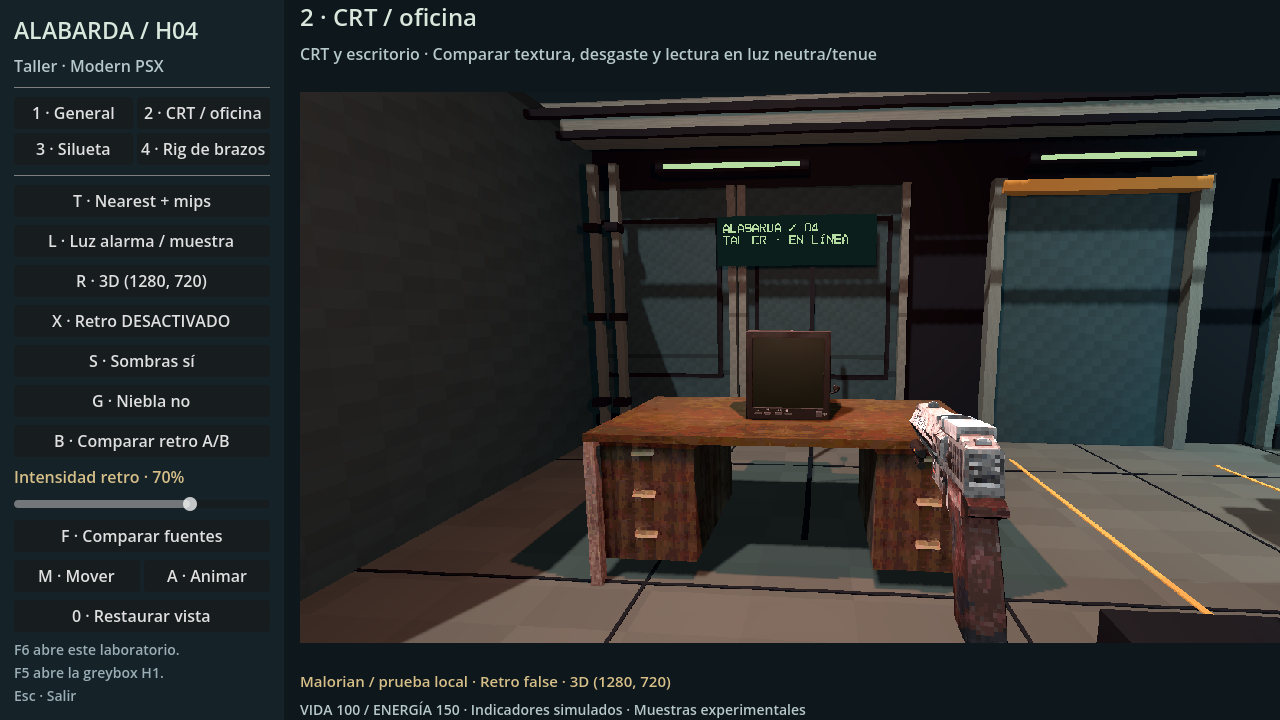 ALABARDA / H04
Taller · Modern PSX
1 · General
2 · CRT / oficina
3 · Silueta
4 · Rig de brazos
T · Nearest + mips
L · Luz alarma / muestra
R · 3D (1280, 720)
X · Retro DESACTIVADO
S · Sombras sí
G · Niebla no
B · Comparar retro A/B
Intensidad retro · 70%
F · Comparar fuentes
M · Mover
A · Animar
0 · Restaurar vista
F6 abre este laboratorio.
F5 abre la greybox H1.
Esc · Salir
2 · CRT / oficina
CRT y escritorio · Comparar textura, desgaste y lectura en luz neutra/tenue
ALABARDA / 04
EN LÍNEA
Malorian / prueba local · Retro false · 3D (1280, 720)
VIDA 100 / ENERGÍA 150 · Indicadores simulados · Muestras experimentales